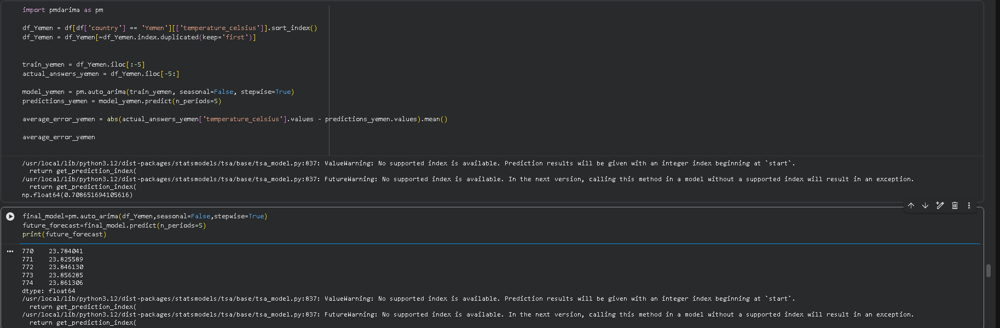 import pmdarima as pm
df_Yemen = df[df['country'] == 'Yemen'][['temperature_celsius']].sort_index()
df_Yemen = df_Yemen[~df_Yemen.index.duplicated(keep='first')]
train_yemen = df_Yemen.iloc[:-5]
actual_answers_yemen = df_Yemen.iloc[-5:]
model_yemen = pm.auto_arima(train_yemen, seasonal=False, stepwise=True)
predictions_yemen = model_yemen.predict(n_periods=5)
average_error_yemen = abs(actual_answers_yemen['temperature_celsius'].values - predictions_yemen.values).mean()
average_error_yemen
/usr/local/lib/python3.12/dist-packages/statsmodels/tsa/base/tsa_model.py:837: ValueWarning: No supported index is available. Prediction results will be given with an integer index beginning at `start`.
  return get_prediction_index(
/usr/local/lib/python3.12/dist-packages/statsmodels/tsa/base/tsa_model.py:837: FutureWarning: No supported index is available. In the next version, calling this method in a model without a supported index will result in an exception.
  return get_prediction_index(
np.float64(0.708651694105616)
final_model=pm.auto_arima(df_Yemen,seasonal=False,stepwise=True)
future_forecast=final_model.predict(n_periods=5)
print(future_forecast)
770    23.784041
771    23.825589
772    23.846130
773    23.856285
774    23.861306
dtype: float64
/usr/local/lib/python3.12/dist-packages/statsmodels/tsa/base/tsa_model.py:837: ValueWarning: No supported index is available. Prediction results will be given with an integer index beginning at `start`.
  return get_prediction_index(
/usr/local/lib/python3.12/dist-packages/statsmodels/tsa/base/tsa_model.py:837: FutureWarning: No supported index is available. In the next version, calling this method in a model without a supported index will result in an exception.
  return get_prediction_index(